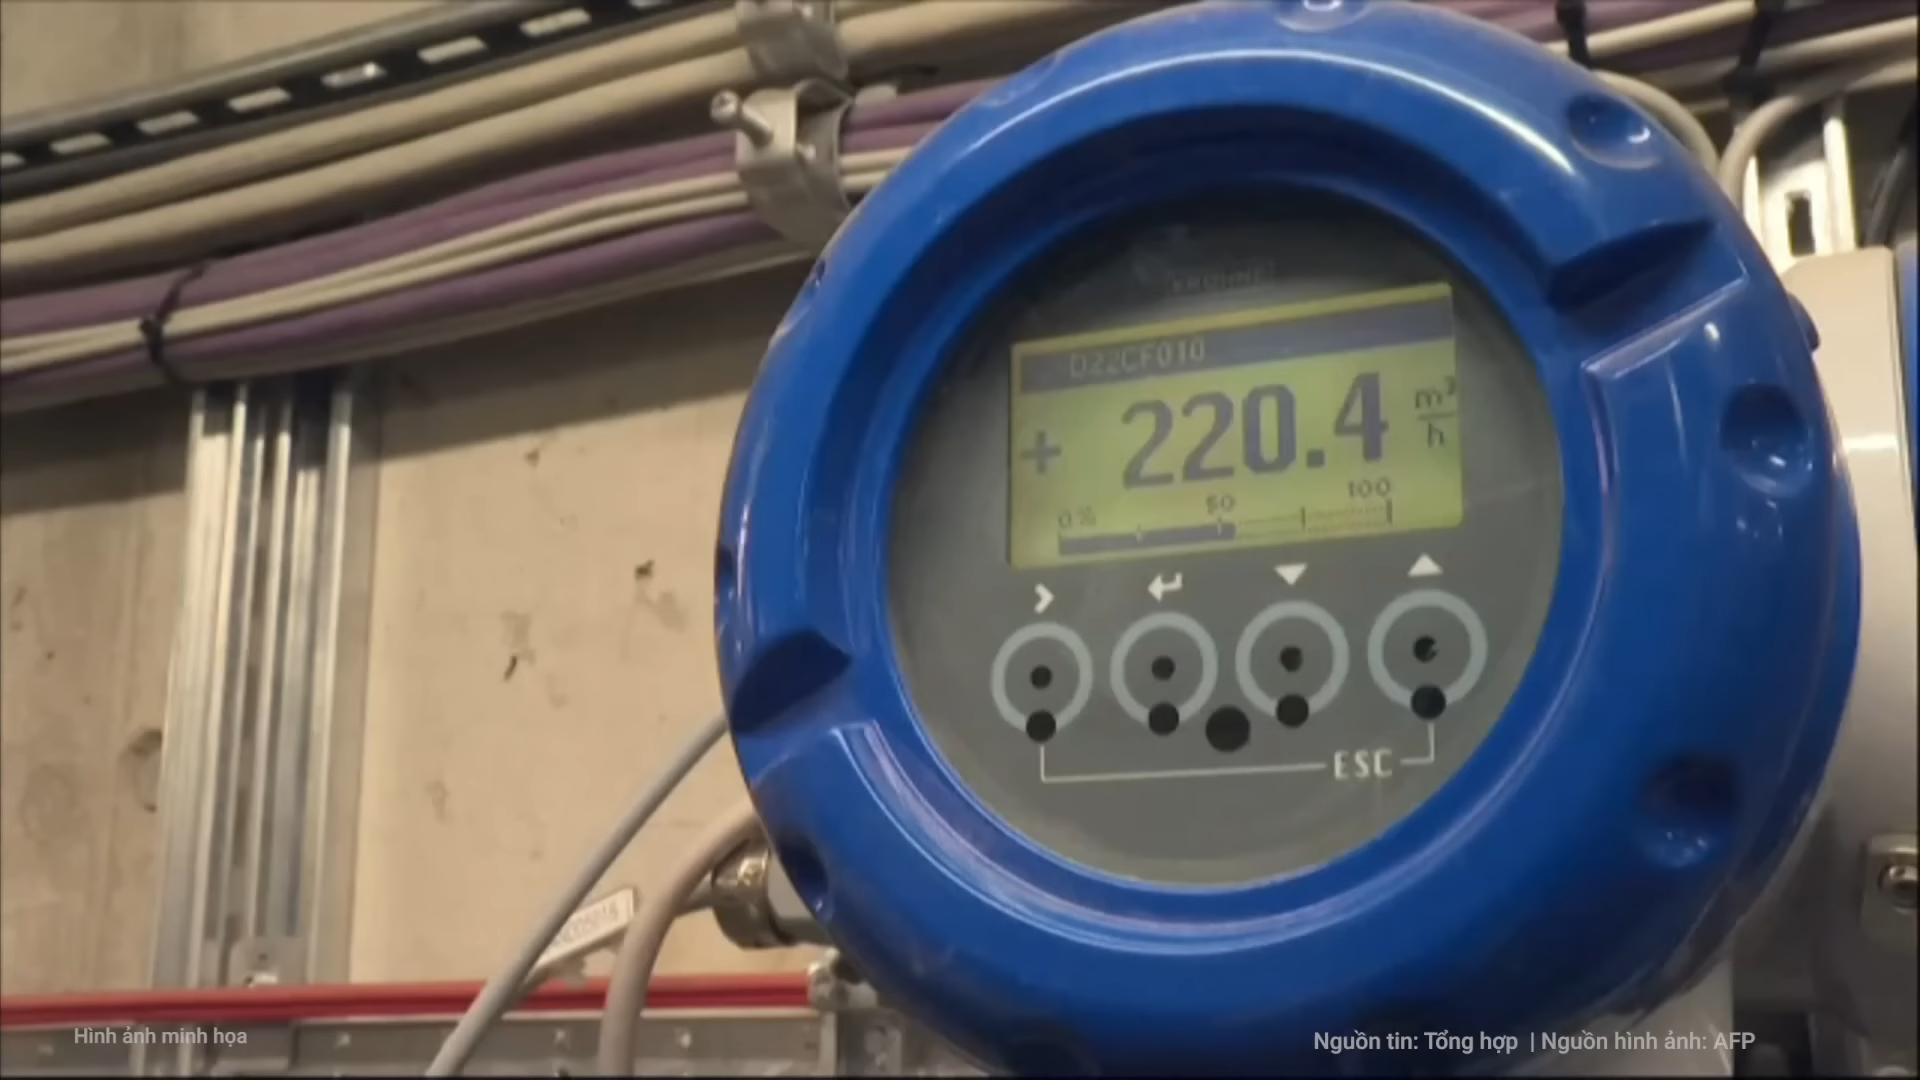 KROHNE
D22CF010
+ 220.4 m³/h
0% 50 100
ESC
Hình ảnh minh họa
Nguồn tin: Tổng hợp | Nguồn hình ảnh: AFP